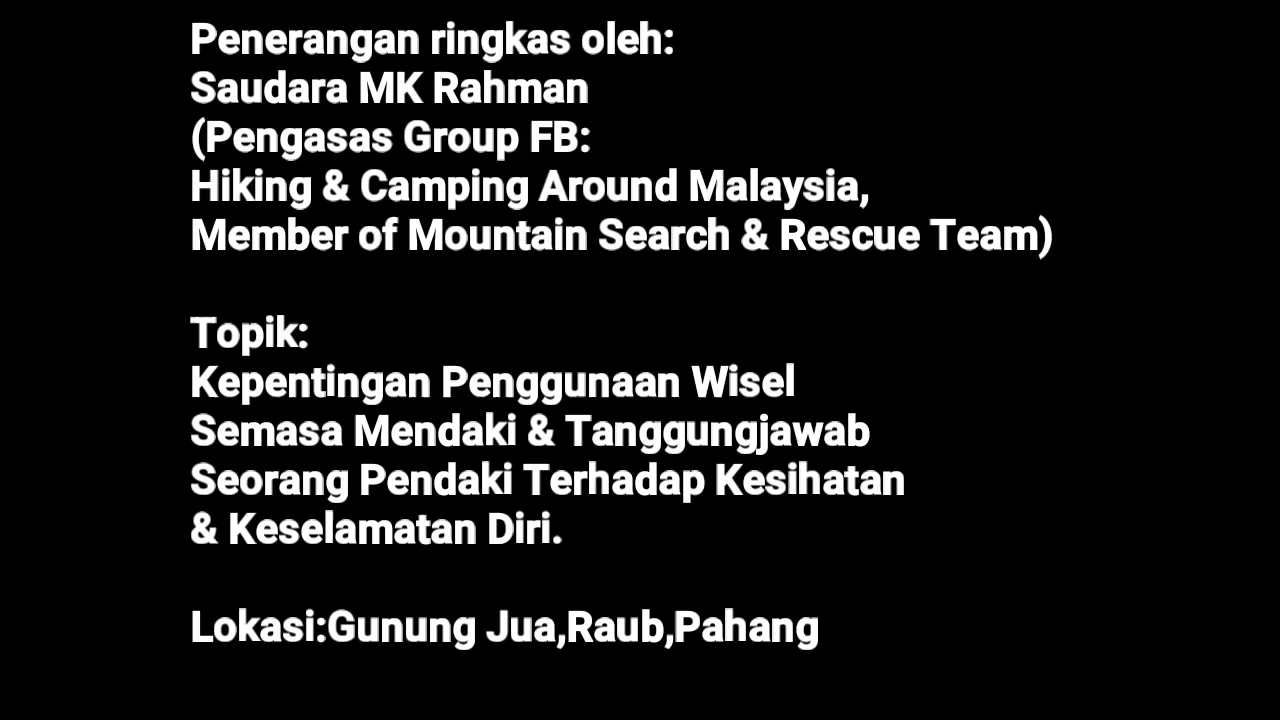 Penerangan ringkas oleh:
Saudara MK Rahman
(Pengasas Group FB:
Hiking & Camping Around Malaysia,
Member of Mountain Search & Rescue Team)
Topik:
Kepentingan Penggunaan Wisel
Semasa Mendaki & Tanggungjawab
Seorang Pendaki Terhadap Kesihatan
& Keselamatan Diri.
Lokasi:Gunung Jua,Raub,Pahang